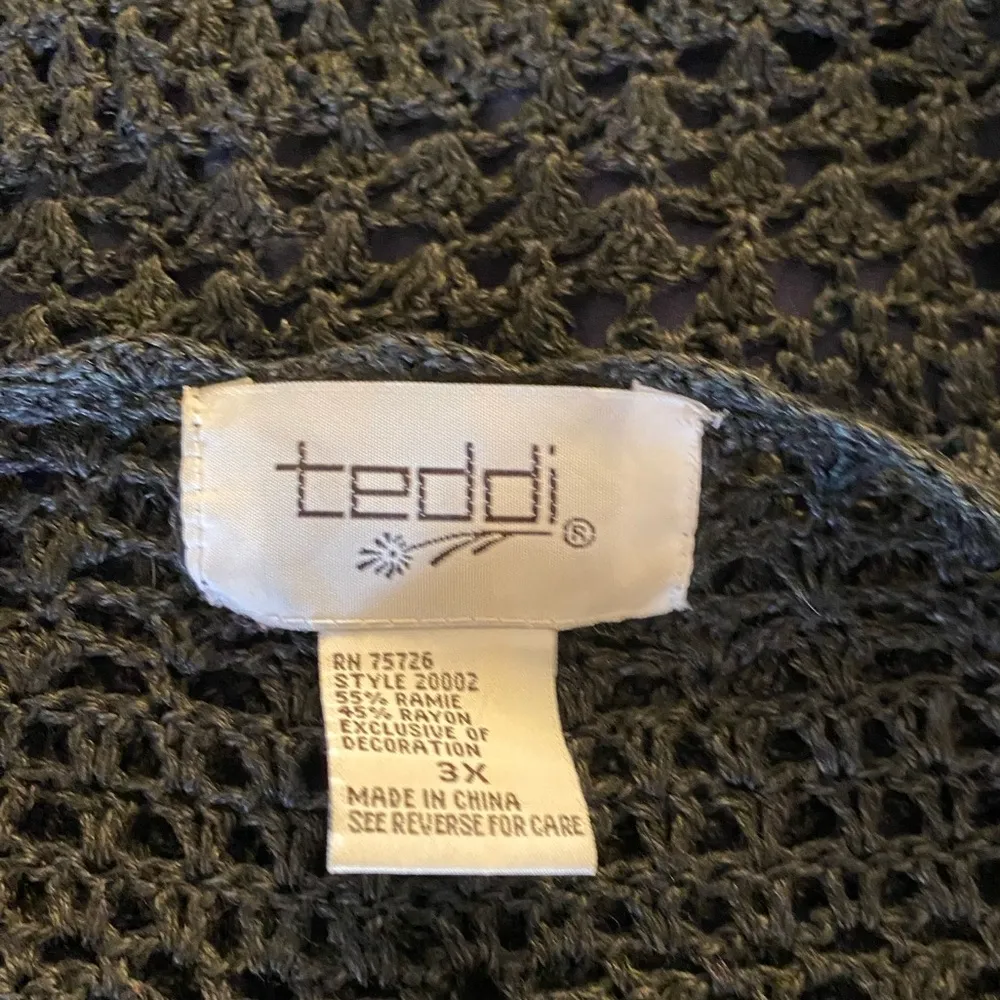 teddi®
RN 75726
STYLE 20002
55% RAMIE
45% RAYON
EXCLUSIVE OF
DECORATION
3X
MADE IN CHINA
SEE REVERSE FOR CARE